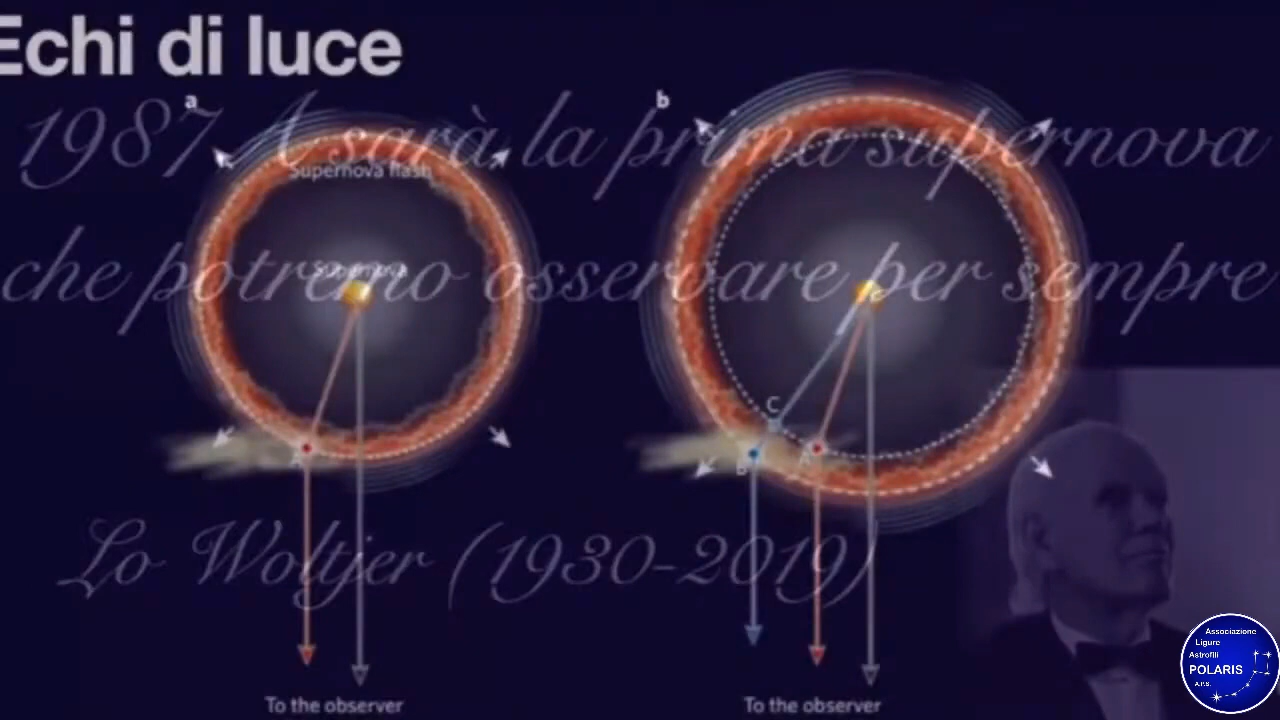 Echi di luce
a
b
1987 A sarà la prima supernova
Supernova flash
che potremo osservare per sempre
Supernova
C
A
B
A
Lo Woltjer (1930-2019)
To the observer
To the observer
Associazione
Ligure
Astrofili
POLARIS
A.P.S.